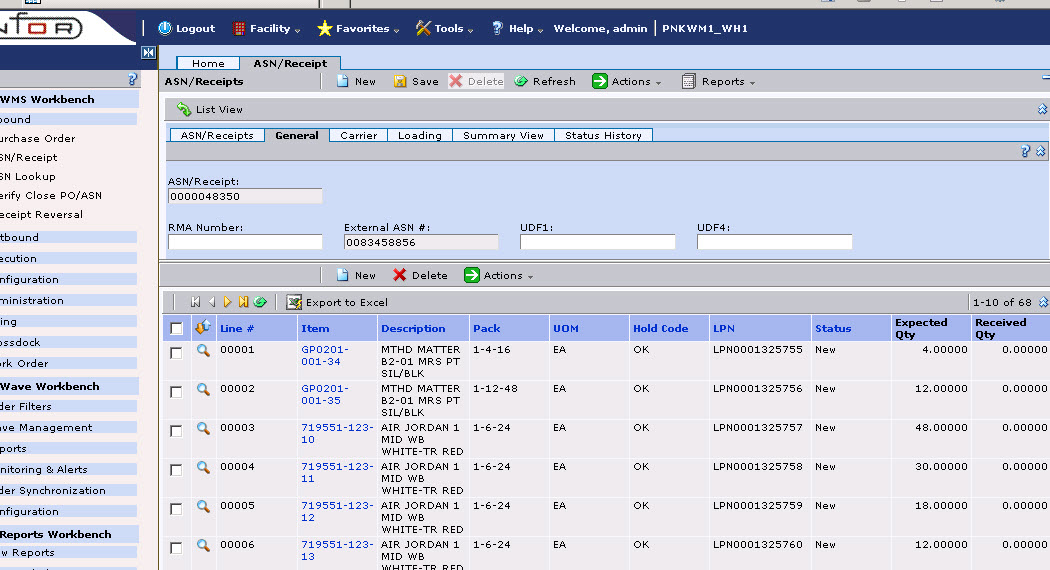 NFOR
Logout Facility Favorites Tools Help Welcome, admin PNKWM1_WH1
Home ASN/Receipt
ASN/Receipts New Save Delete Refresh Actions Reports
List View
ASN/Receipts General Carrier Loading Summary View Status History
ASN/Receipt:
0000048350
RMA Number: External ASN #: UDF1: UDF4:
0083458856
New Delete Actions
Export to Excel 1-10 of 68
Line # Item Description Pack UOM Hold Code LPN Status Expected Qty Received Qty
00001 GP0201- MTHD MATTER 1-4-16 EA OK LPN0001325755 New 4.00000 0.00000
001-34 B2-01 MRS PT
SIL/BLK
00002 GP0201- MTHD MATTER 1-12-48 EA OK LPN0001325756 New 12.00000 0.00000
001-35 B2-01 MRS PT
SIL/BLK
00003 719551-123- AIR JORDAN 1 1-6-24 EA OK LPN0001325757 New 48.00000 0.00000
10 MID WB
WHITE-TR RED
00004 719551-123- AIR JORDAN 1 1-6-24 EA OK LPN0001325758 New 30.00000 0.00000
11 MID WB
WHITE-TR RED
00005 719551-123- AIR JORDAN 1 1-6-24 EA OK LPN0001325759 New 18.00000 0.00000
12 MID WB
WHITE-TR RED
00006 719551-123- AIR JORDAN 1 1-6-24 EA OK LPN0001325760 New 12.00000 0.00000
13 MID WB
WHITE-TR RED
WMS Workbench
bound
urchase Order
SN/Receipt
SN Lookup
erify Close PO/ASN
eceipt Reversal
utbound
ecution
nfiguration
ministration
ing
ossdock
ork Order
Wave Workbench
der Filters
ave Management
ports
nitoring & Alerts
der Synchronization
nfiguration
Reports Workbench
w Reports